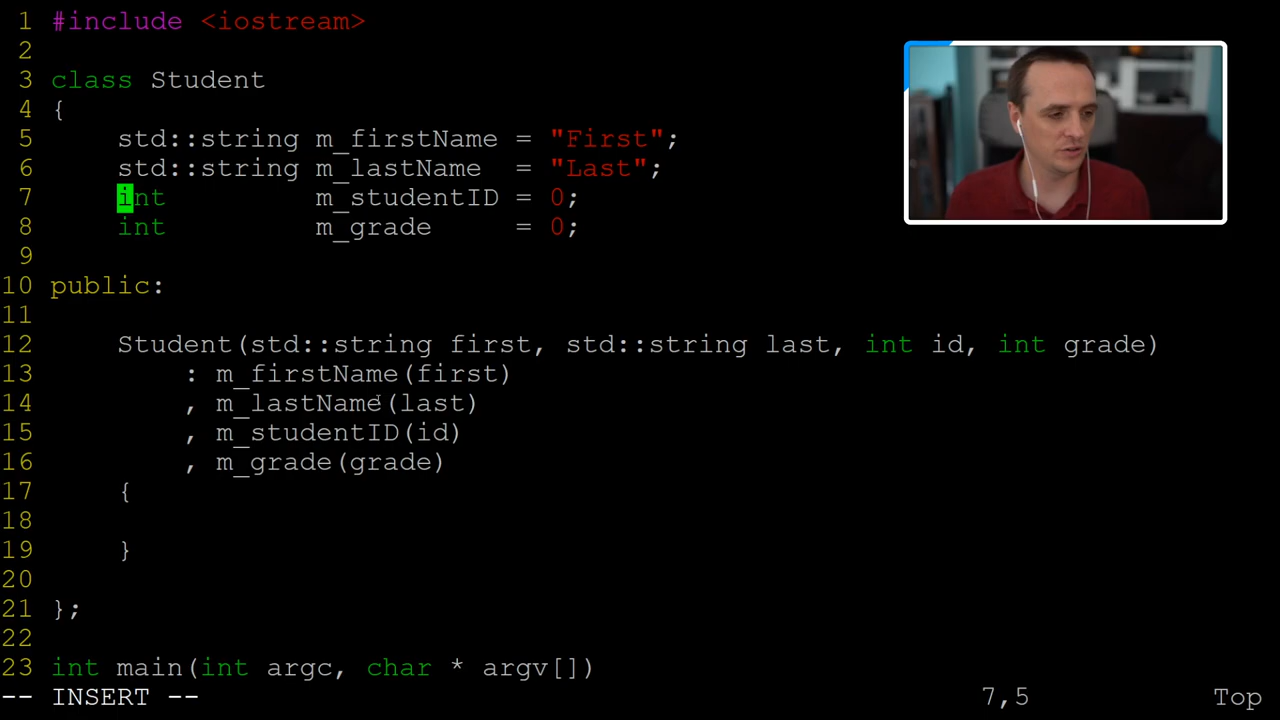 1 #include <iostream>
2
3 class Student
4 {
5     std::string m_firstName = "First";
6     std::string m_lastName  = "Last";
7     int         m_studentID = 0;
8     int         m_grade     = 0;
9
10 public:
11
12     Student(std::string first, std::string last, int id, int grade)
13         : m_firstName(first)
14         , m_lastName(last)
15         , m_studentID(id)
16         , m_grade(grade)
17     {
18
19     }
20
21 };
22
23 int main(int argc, char * argv[])
-- INSERT -- 7,5 Top